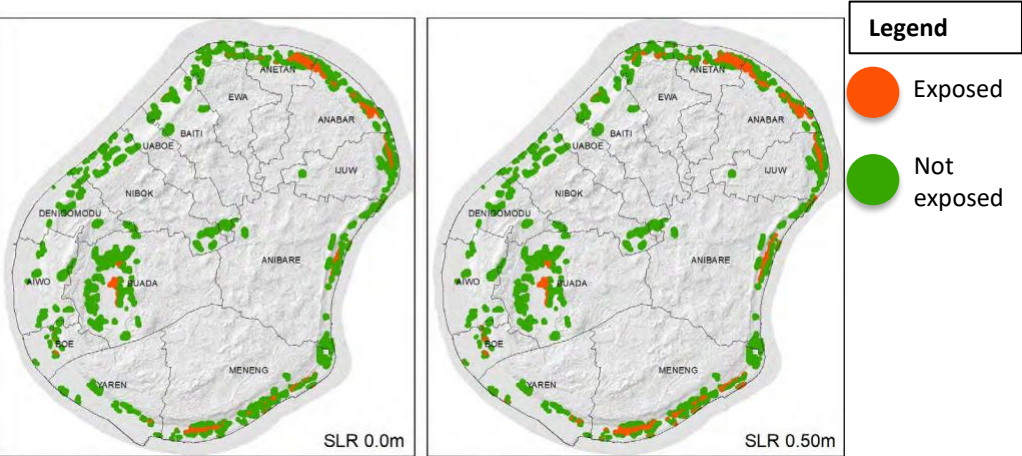 Legend
Exposed
Not
exposed
ANETAN
EWA
ANABAR
BAITI
UABOE
IJUW
NIBOK
DENIGOMODU
ANIBARE
AIWO
BUADA
BOE
MENENG
YAREN
SLR 0.0m
ANETAN
EWA
ANABAR
BAITI
UABOE
IJUW
NIBOK
DENIGOMODU
ANIBARE
AIWO
BUADA
BOE
MENENG
YAREN
SLR 0.50m